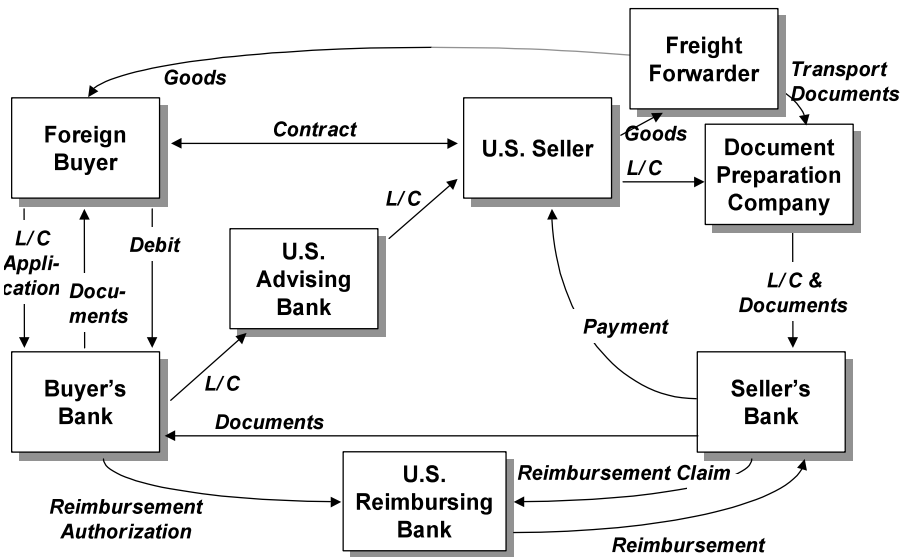 Freight
Forwarder
Transport
Documents
Goods
Foreign
Buyer
Contract
U.S. Seller
Goods
Document
Preparation
Company
L/C
L/C
L/C
Appli-
cation
Docu-
ments
Debit
U.S.
Advising
Bank
L/C &
Documents
Payment
Buyer's
Bank
L/C
Seller's
Bank
Documents
U.S.
Reimbursing
Bank
Reimbursement Claim
Reimbursement
Authorization
Reimbursement